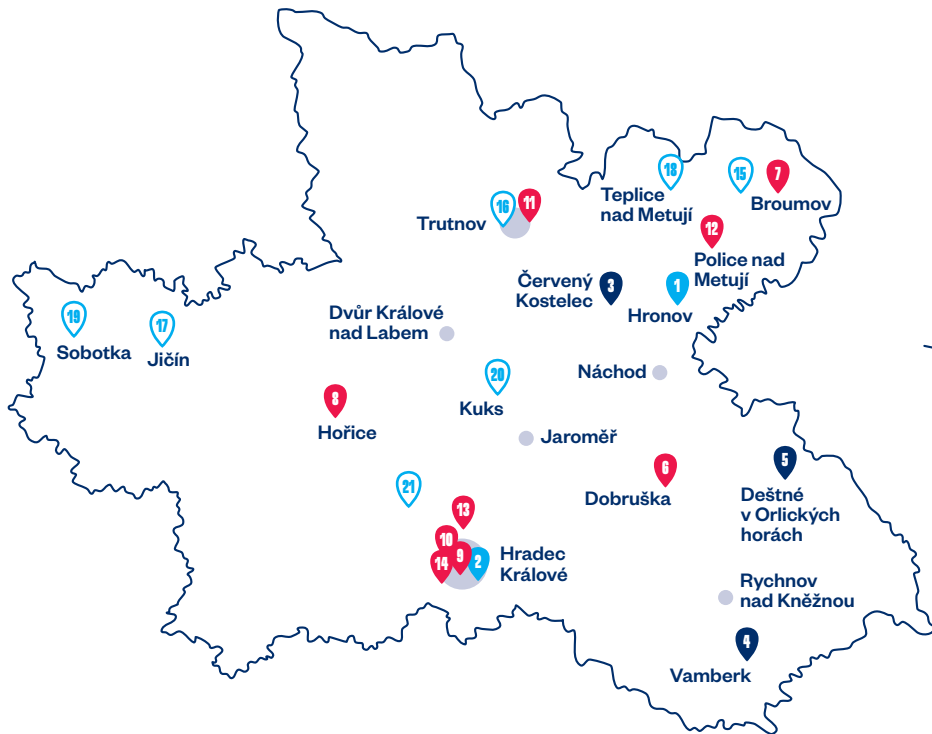 18
15
7
Teplice
nad Metují
Broumov
16
11
Trutnov
12
Police nad
Metují
Červený
Kostelec
3
1
Hronov
19
Sobotka
17
Jičín
Dvůr Králové
nad Labem
20
Kuks
Náchod
8
Hořice
Jaroměř
6
Dobruška
5
Deštné
v Orlických
horách
21
13
10
14
9
2
Hradec
Králové
Rychnov
nad Kněžnou
4
Vamberk